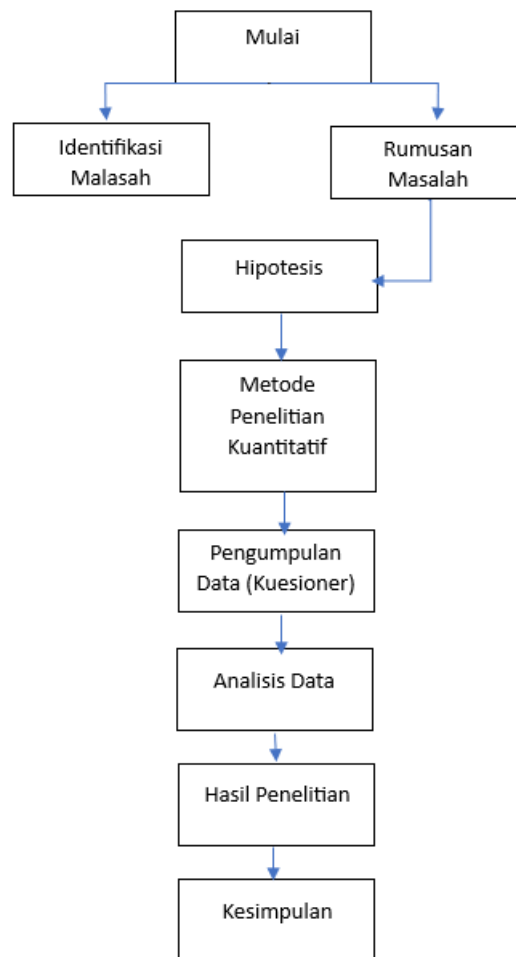 Mulai
Identifikasi
Malasah
Rumusan
Masalah
Hipotesis
Metode
Penelitian
Kuantitatif
Pengumpulan
Data (Kuesioner)
Analisis Data
Hasil Penelitian
Kesimpulan